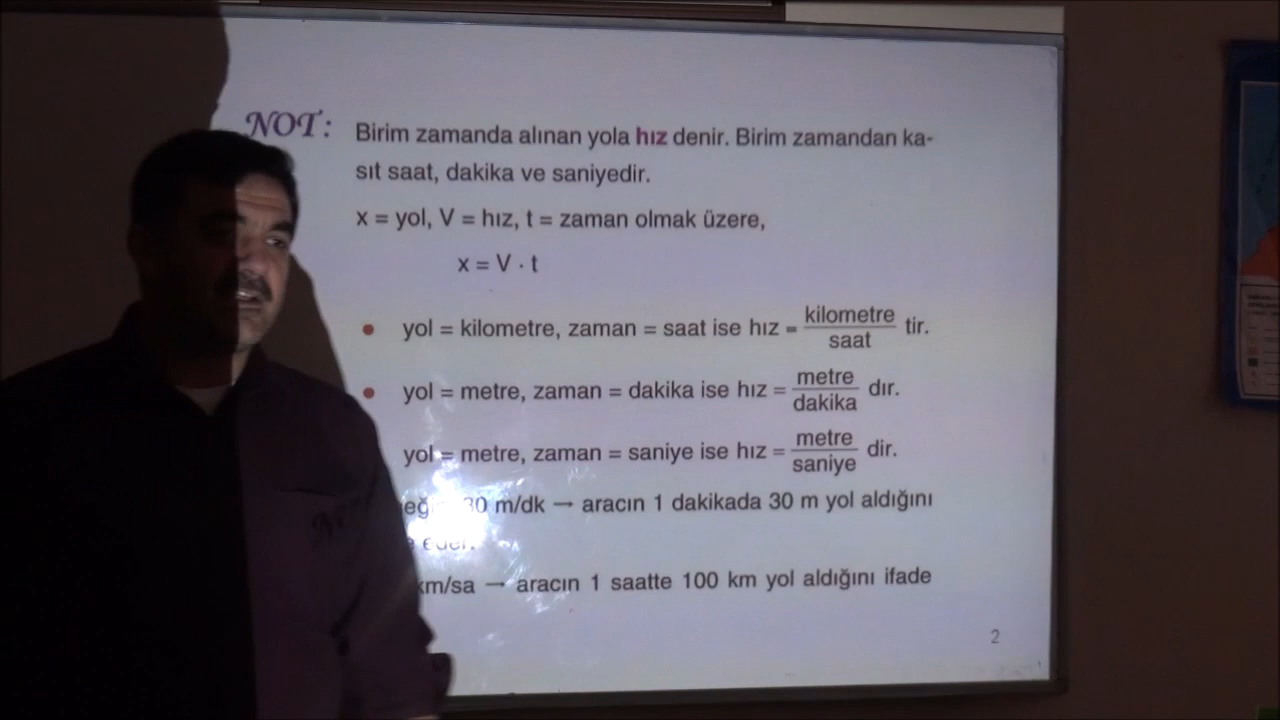 NOT: Birim zamanda alınan yola hız denir. Birim zamandan ka-
sıt saat, dakika ve saniyedir.
x = yol, V = hız, t = zaman olmak üzere,
x = V · t
• yol = kilometre, zaman = saat ise hız = kilometre/saat tir.
• yol = metre, zaman = dakika ise hız = metre/dakika dır.
yol = metre, zaman = saniye ise hız = metre/saniye dir.
30 m/dk → aracın 1 dakikada 30 m yol aldığını
km/sa → aracın 1 saatte 100 km yol aldığını ifade
2